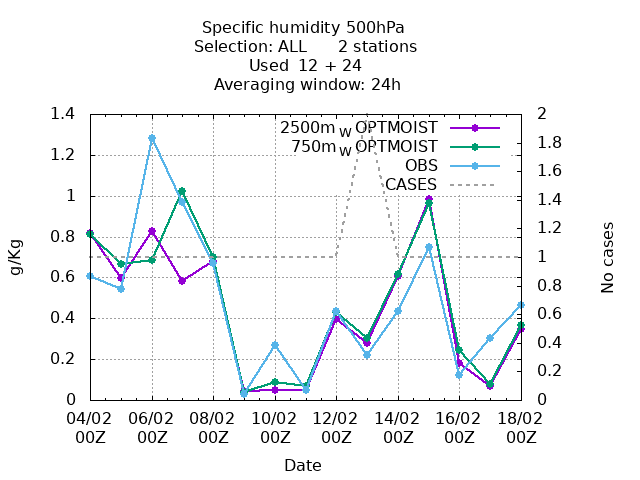 Specific humidity 500hPa
Selection: ALL 2 stations
Used 12 + 24
Averaging window: 24h
1.4
1.2
1
0.8
0.6
0.4
0.2
0
2
1.8
1.6
1.4
1.2
1
0.8
0.6
0.4
0.2
0
2500mWOPTMOIST
750mWOPTMOIST
OBS
CASES
g/Kg
No cases
04/02 06/02 08/02 10/02 12/02 14/02 16/02 18/02
00Z 00Z 00Z 00Z 00Z 00Z 00Z 00Z
Date